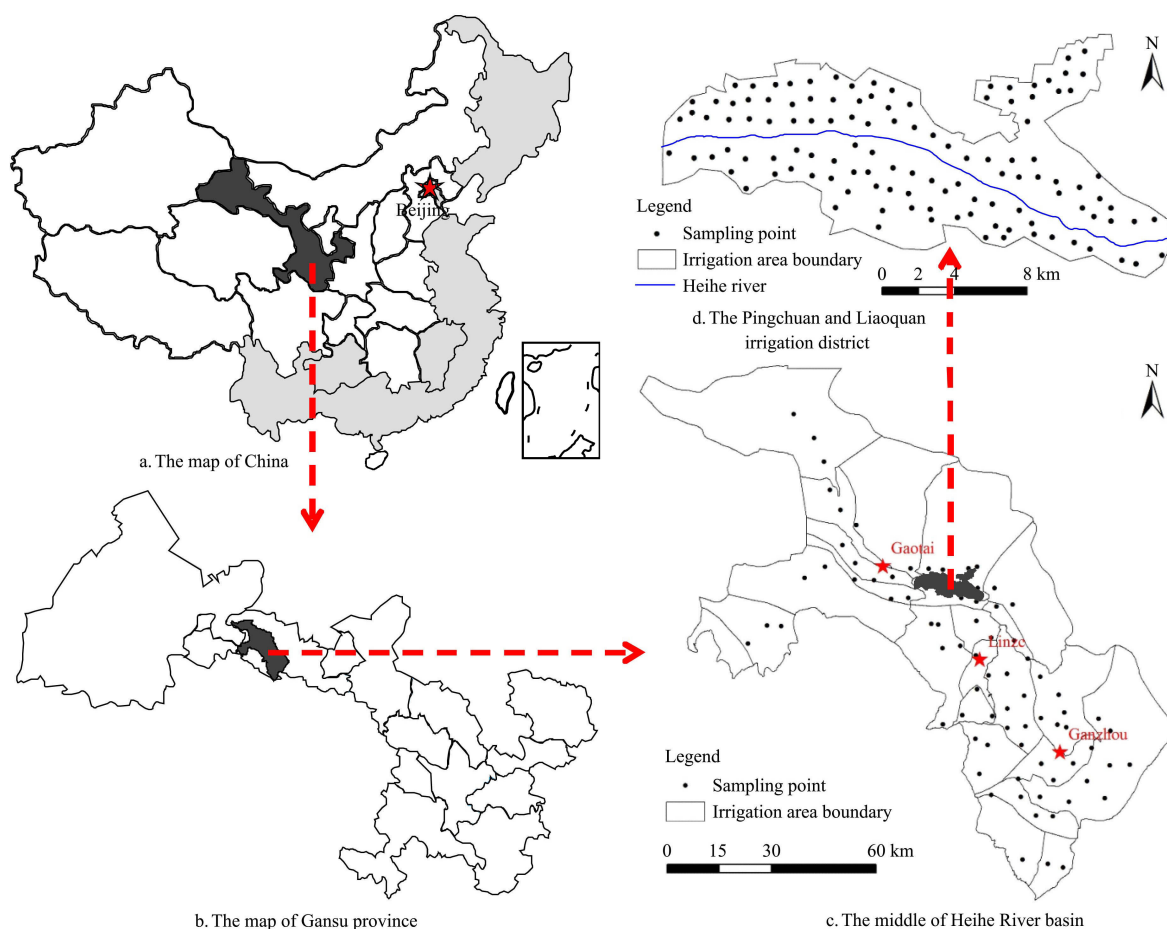 Beijing
a. The map of China
N
Legend
Sampling point
Irrigation area boundary
Heihe river
0 2 4 8 km
d. The Pingchuan and Liaoquan
irrigation district
b. The map of Gansu province
N
Gaotai
Linze
Ganzhou
Legend
Sampling point
Irrigation area boundary
0 15 30 60 km
c. The middle of Heihe River basin